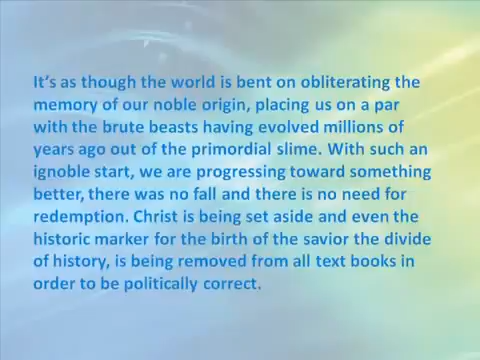 It's as though the world is bent on obliterating the
memory of our noble origin, placing us on a par
with the brute beasts having evolved millions of
years ago out of the primordial slime. With such an
ignoble start, we are progressing toward something
better, there was no fall and there is no need for
redemption. Christ is being set aside and even the
historic marker for the birth of the savior the divide
of history, is being removed from all text books in
order to be politically correct.